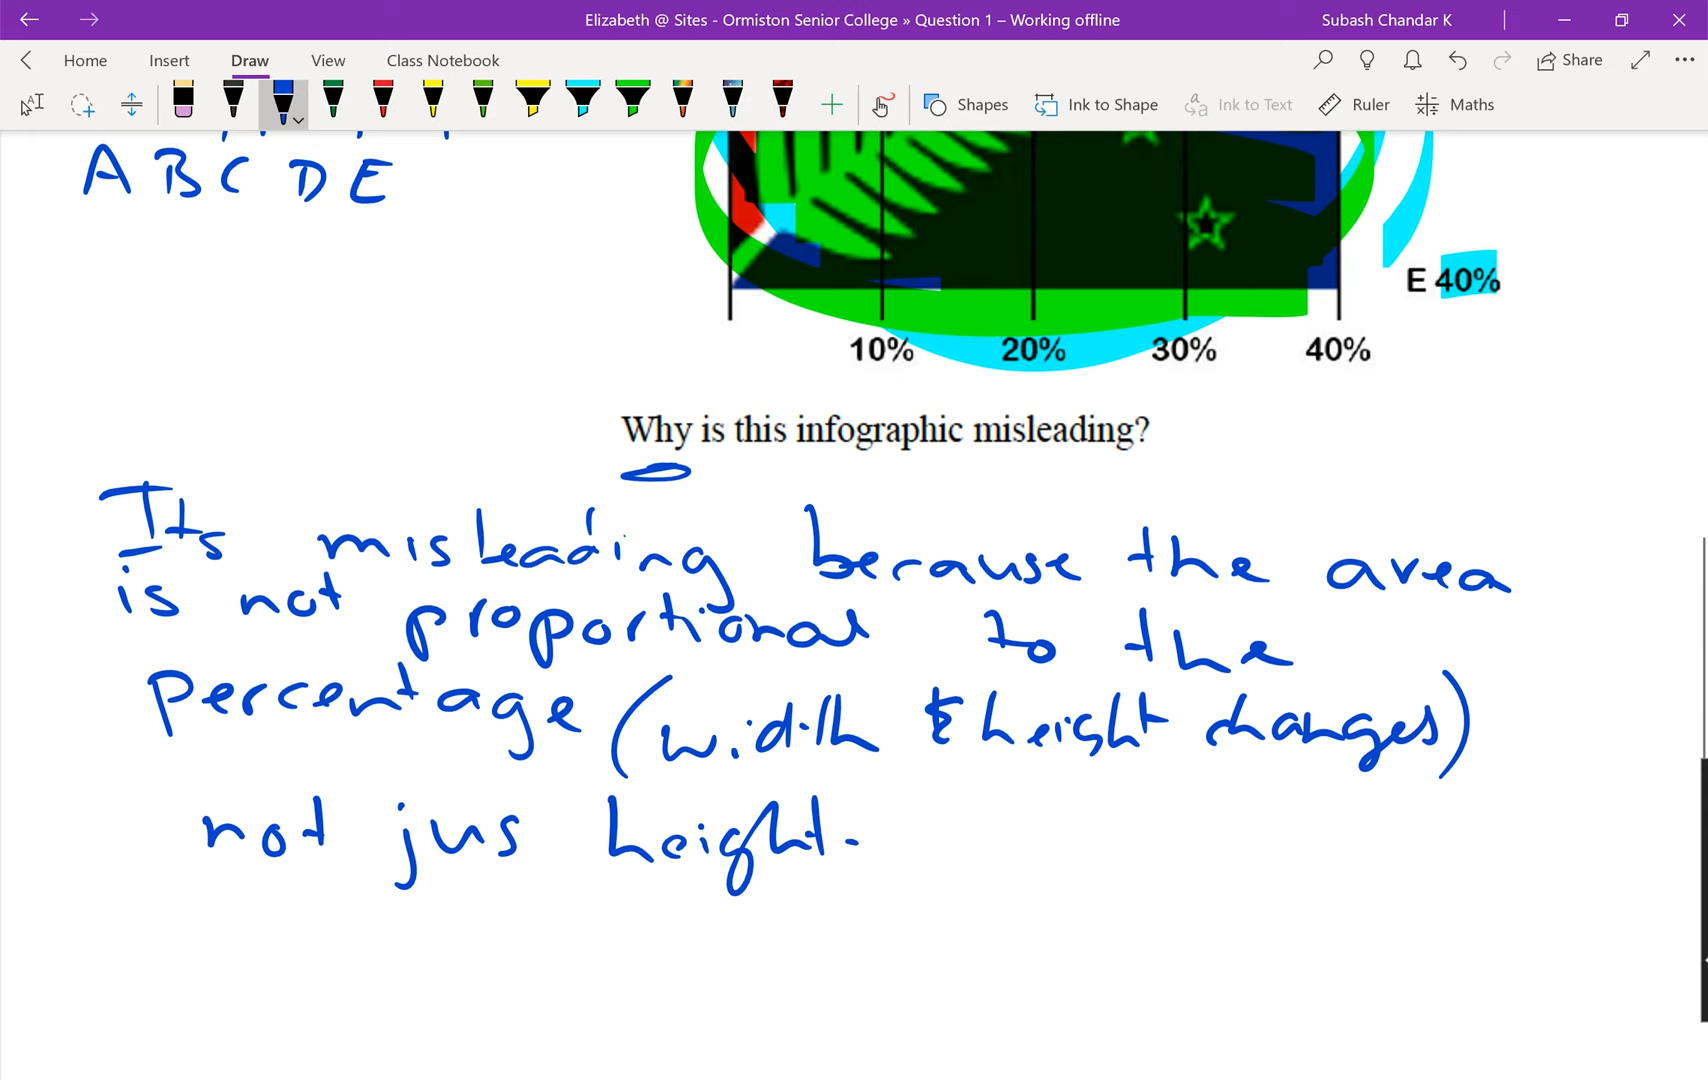 Elizabeth @ Sites - Ormiston Senior College » Question 1 – Working offline
Subash Chandar K
Home
Insert
Draw
View
Class Notebook
Share
Shapes
Ink to Shape
Ink to Text
Ruler
Maths
A B C D E
E 40%
10% 20% 30% 40%
Why is this infographic misleading?
Its misleading because the area
is not proportional to the
percentage (width & height changes)
not jus height.